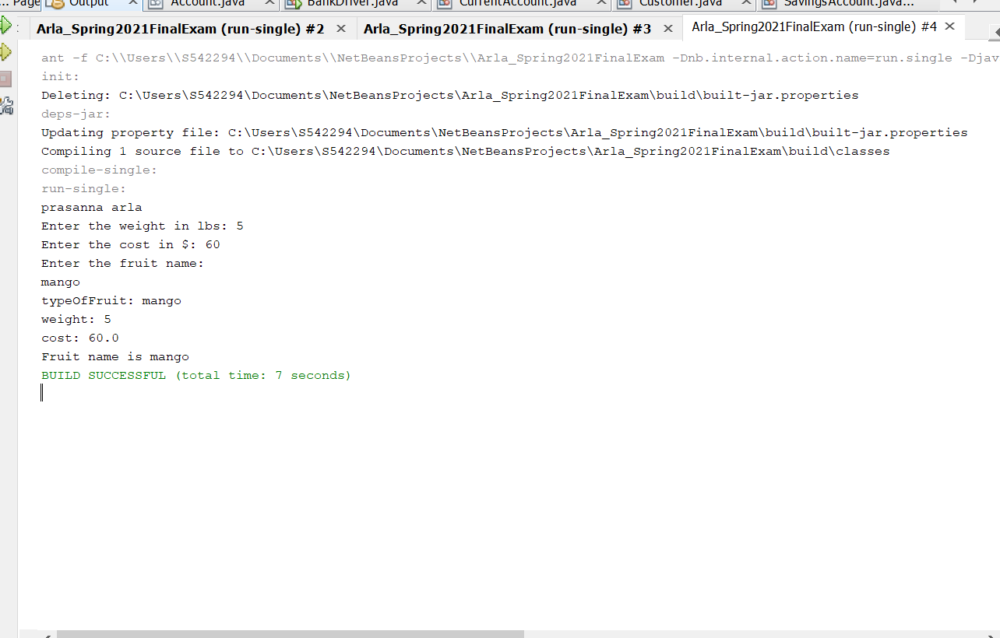 ... Page Output Account.java BankDriver.java CurrentAccount.java Customer.java SavingsAccount.java...
Arla_Spring2021FinalExam (run-single) #2 Arla_Spring2021FinalExam (run-single) #3 Arla_Spring2021FinalExam (run-single) #4
ant -f C:\\Users\\S542294\\Documents\\NetBeansProjects\\Arla_Spring2021FinalExam -Dnb.internal.action.name=run.single -Djav
init:
Deleting: C:\Users\S542294\Documents\NetBeansProjects\Arla_Spring2021FinalExam\build\built-jar.properties
deps-jar:
Updating property file: C:\Users\S542294\Documents\NetBeansProjects\Arla_Spring2021FinalExam\build\built-jar.properties
Compiling 1 source file to C:\Users\S542294\Documents\NetBeansProjects\Arla_Spring2021FinalExam\build\classes
compile-single:
run-single:
prasanna arla
Enter the weight in lbs: 5
Enter the cost in $: 60
Enter the fruit name:
mango
typeOfFruit: mango
weight: 5
cost: 60.0
Fruit name is mango
BUILD SUCCESSFUL (total time: 7 seconds)